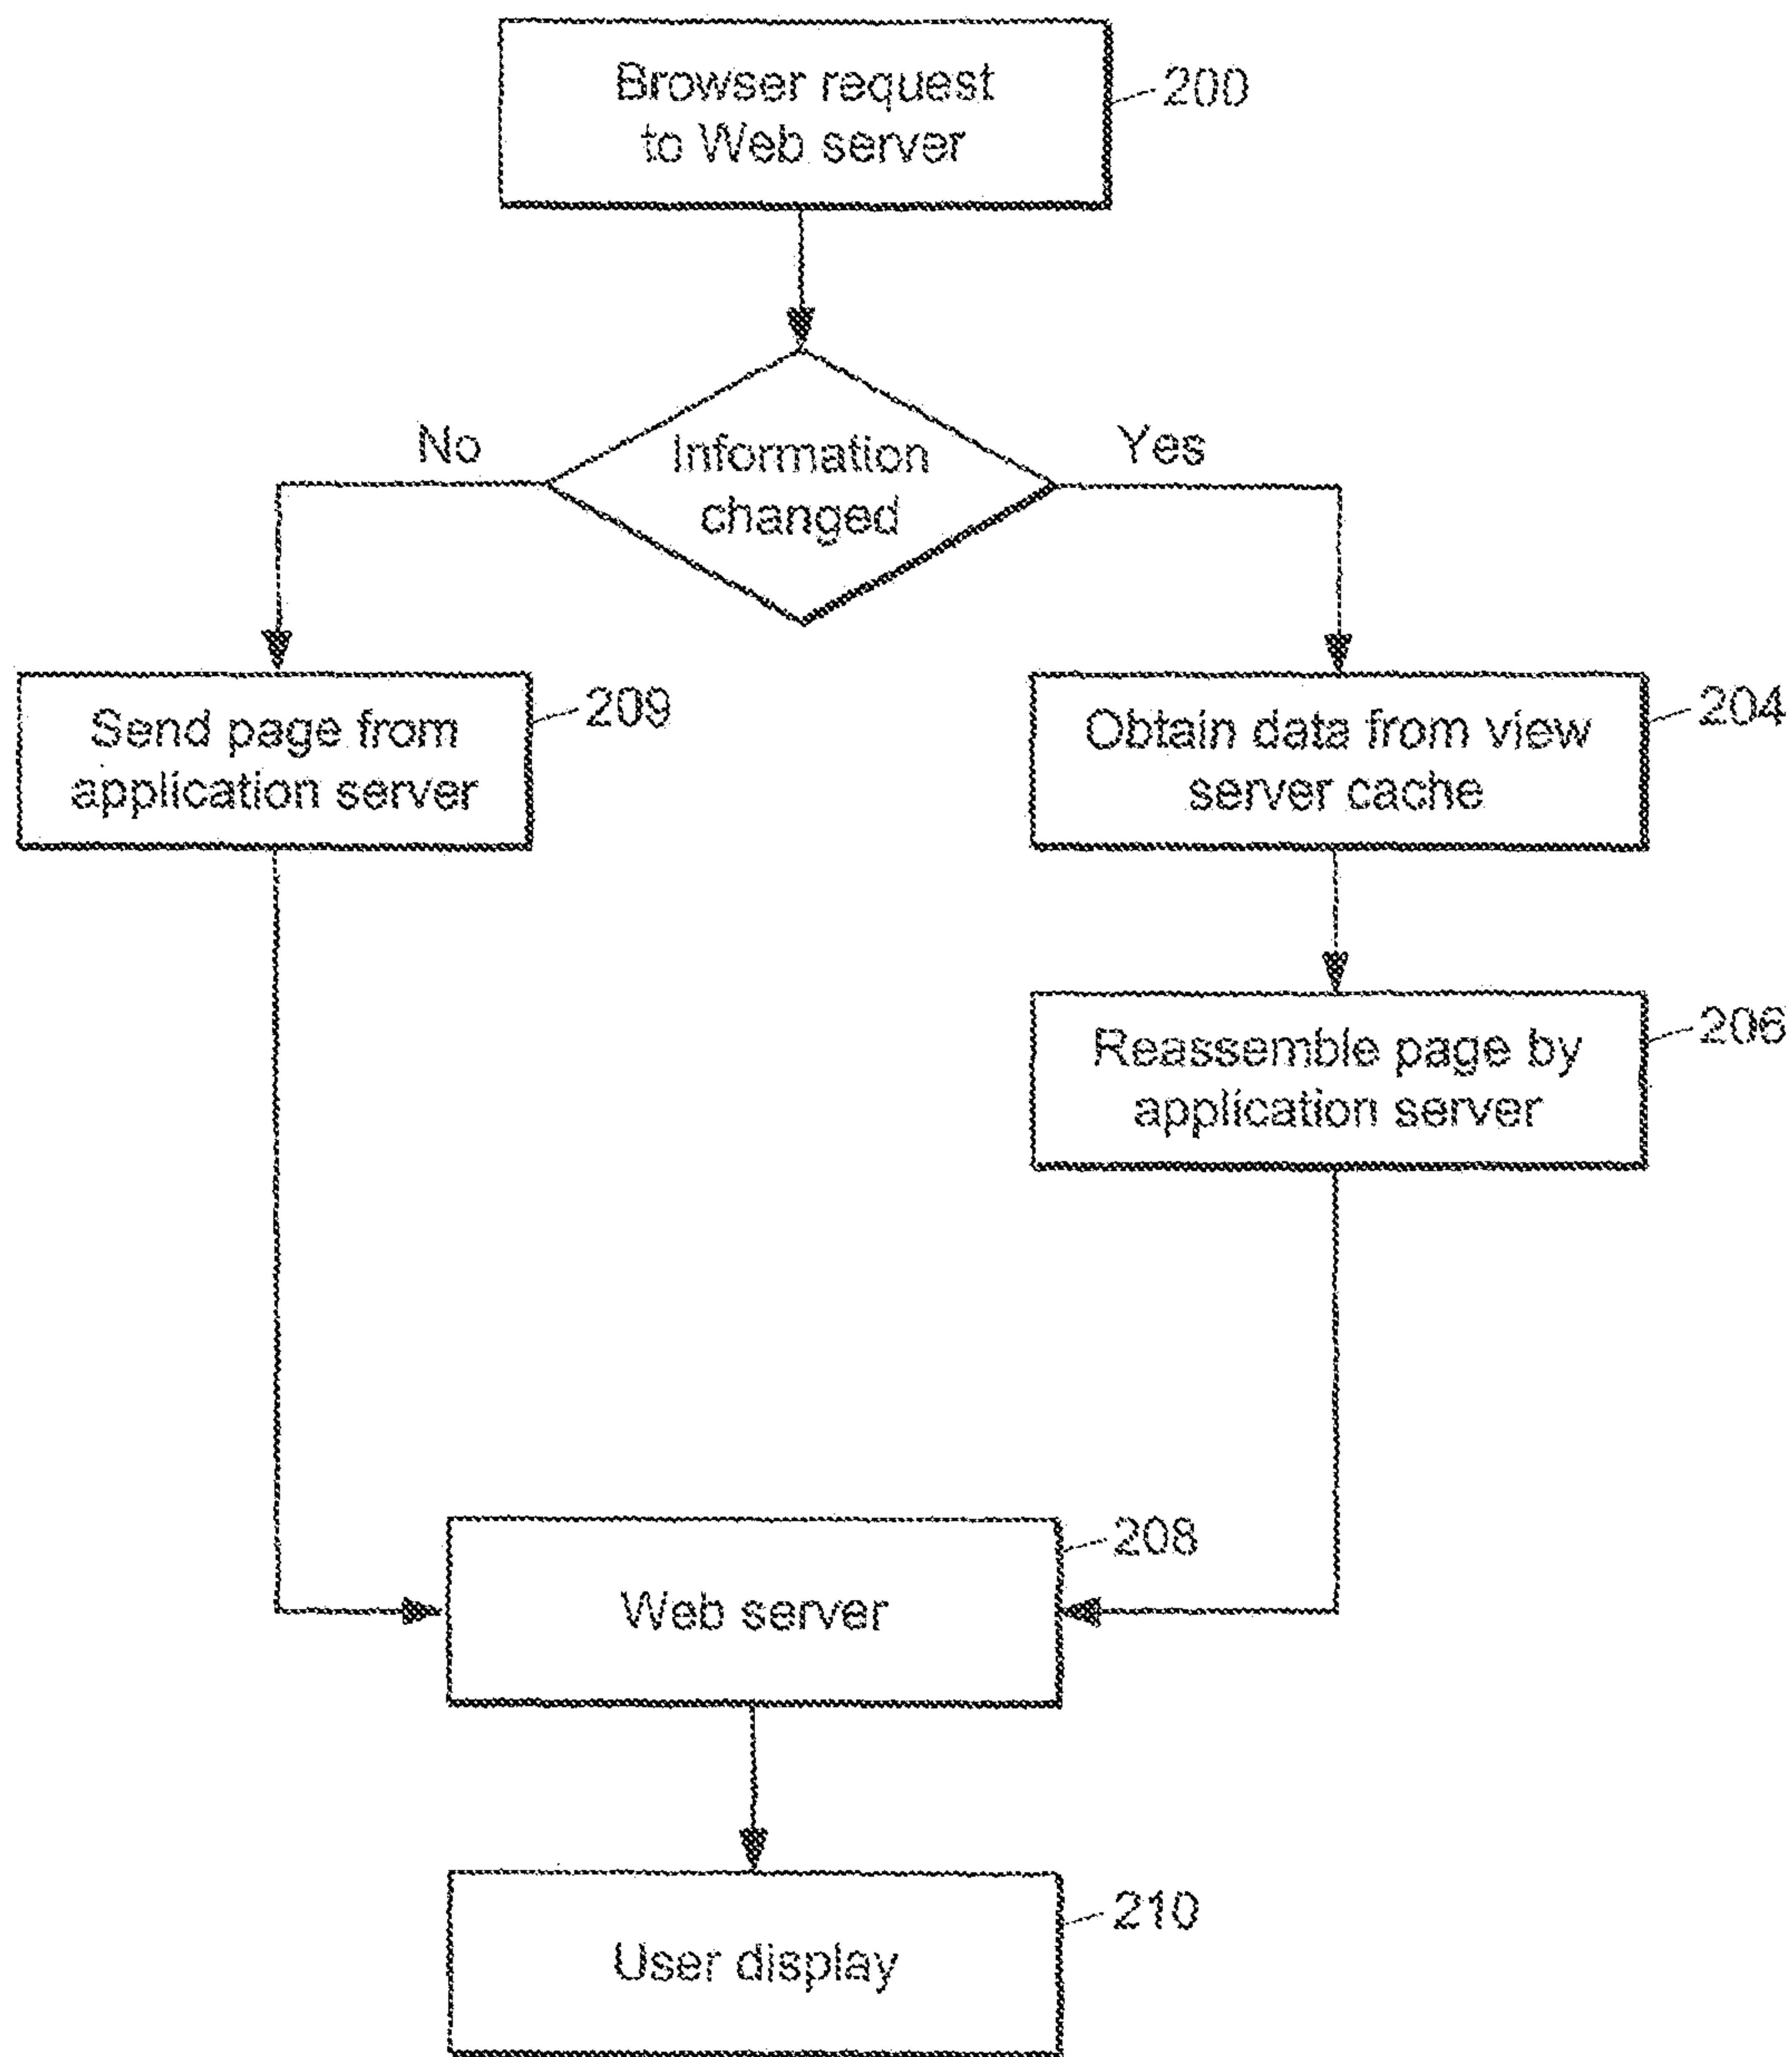 Browser request
to Web server
200
Information
changed
No
Yes
Send page from
application server
209
Obtain data from view
server cache
204
Reassemble page by
application server
206
Web server
208
User display
210